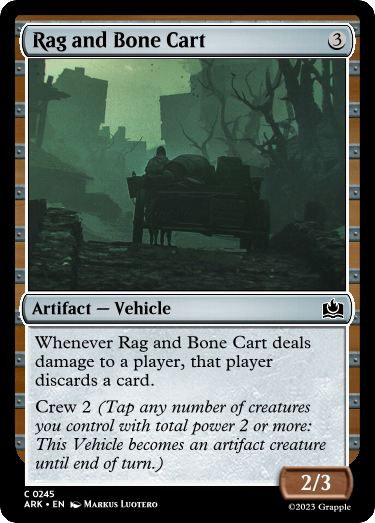 Rag and Bone Cart
3
Artifact — Vehicle
Whenever Rag and Bone Cart deals
damage to a player, that player
discards a card.
Crew 2 (Tap any number of creatures
you control with total power 2 or more:
This Vehicle becomes an artifact creature
until end of turn.)
2/3
C 0245
ARK • EN Markus Luotero
©2023 Grapple